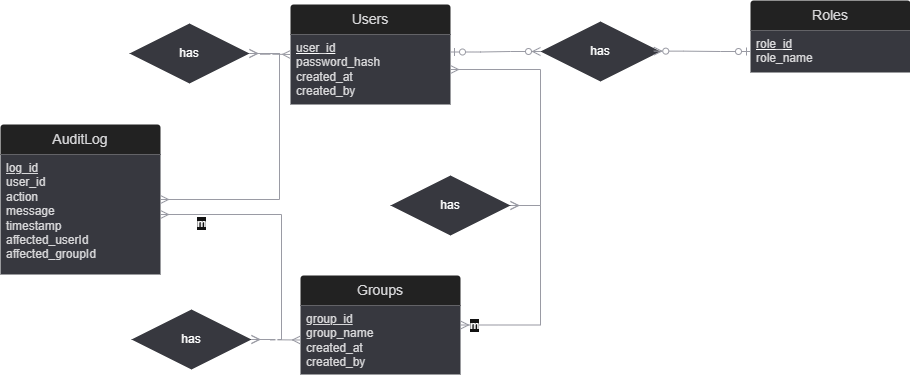 Users
user_id
password_hash
created_at
created_by
has
has
Roles
role_id
role_name
AuditLog
log_id
user_id
action
message
timestamp
affected_userId
affected_groupId
has
m
Groups
group_id
group_name
created_at
created_by
m
has